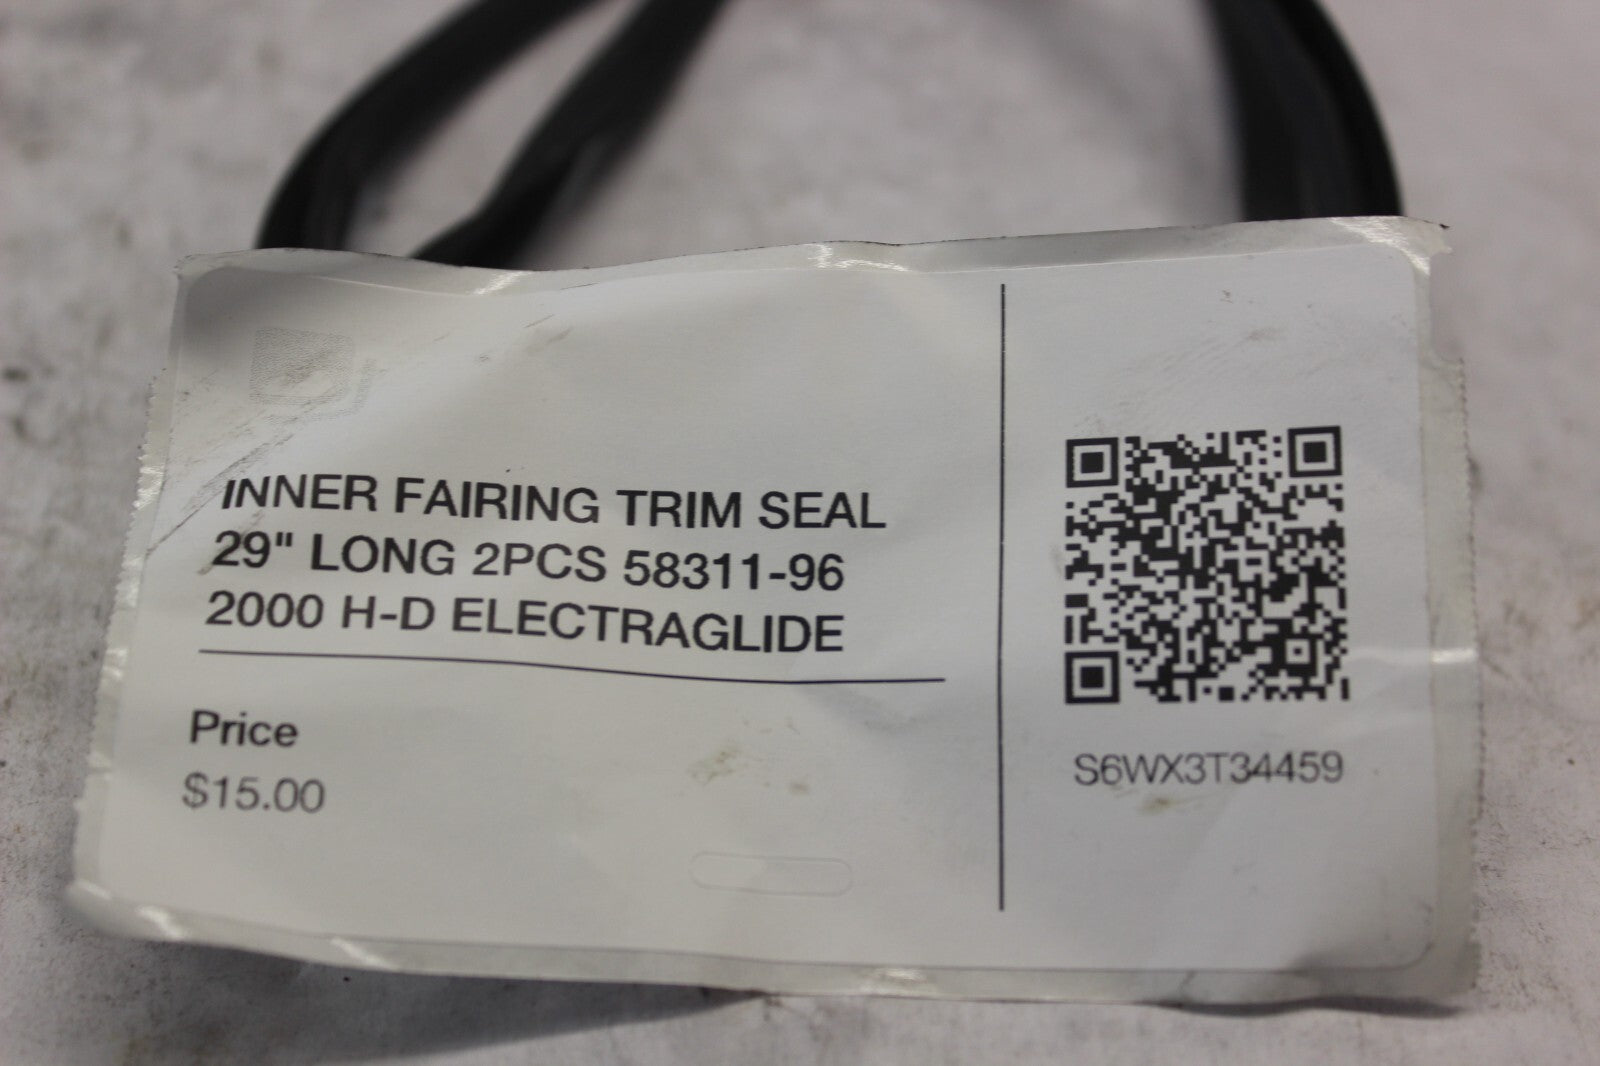 INNER FAIRING TRIM SEAL
29" LONG 2PCS 58311-96
2000 H-D ELECTRAGLIDE
Price
$15.00
S6WX3T34459